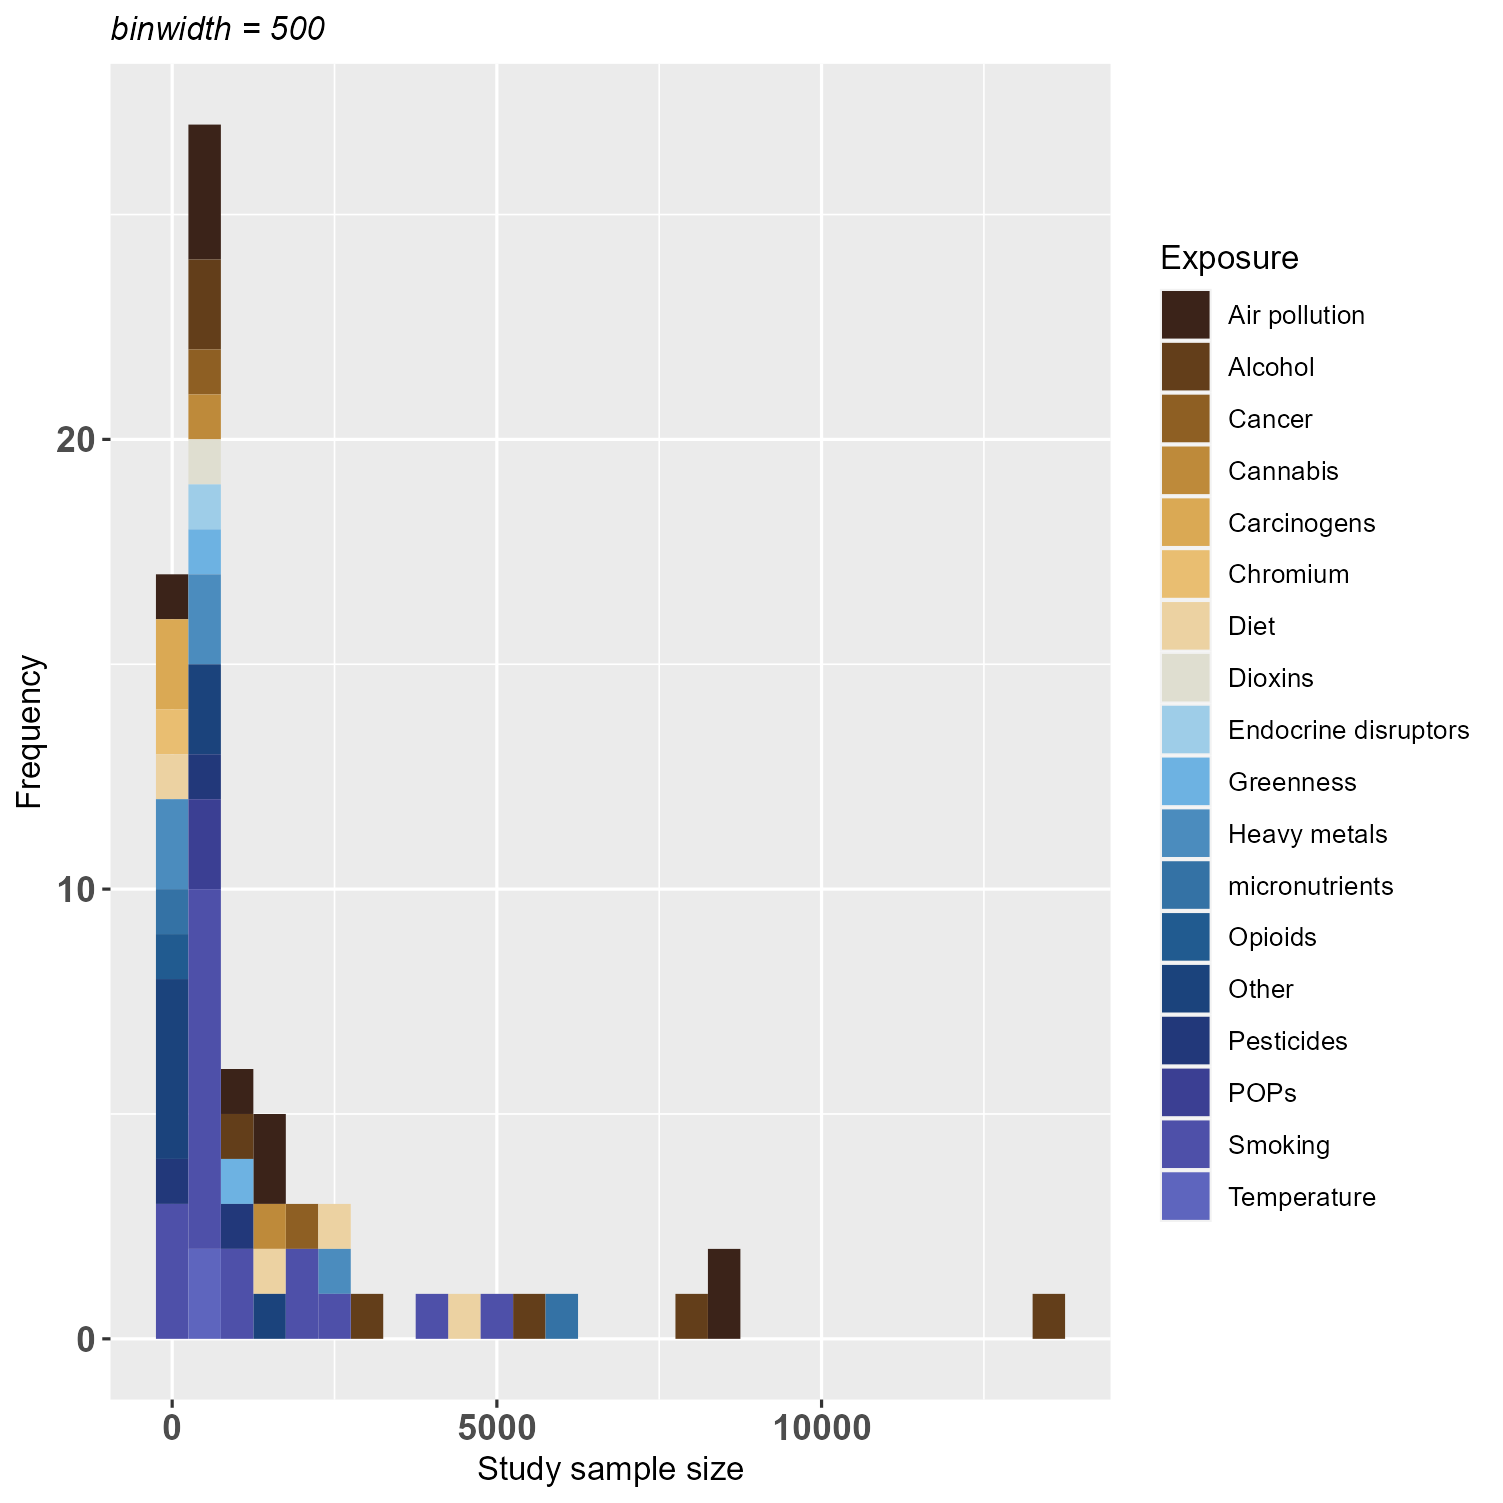 binwidth = 500
20
10
0
Frequency
0
5000
10000
Study sample size
Exposure
Air pollution
Alcohol
Cancer
Cannabis
Carcinogens
Chromium
Diet
Dioxins
Endocrine disruptors
Greenness
Heavy metals
micronutrients
Opioids
Other
Pesticides
POPs
Smoking
Temperature